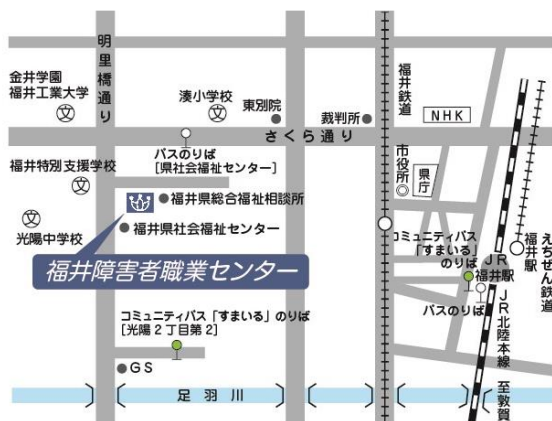 明里橋通り
金井学園
福井工業大学
文
湊小学校
文
東別院
裁判所
福井鉄道
NHK
さくら通り
バスのりば
[県社会福祉センター]
市役所
県庁
福井特別支援学校
文
福井県総合福祉相談所
文
光陽中学校
福井県社会福祉センター
福井障害者職業センター
コミュニティバス
「すまいる」
のりば
JR
福井駅
バスのりば
福井駅
えちぜん鉄道
コミュニティバス「すまいる」のりば
[光陽2丁目第2]
GS
足羽川
JR北陸本線
至敦賀